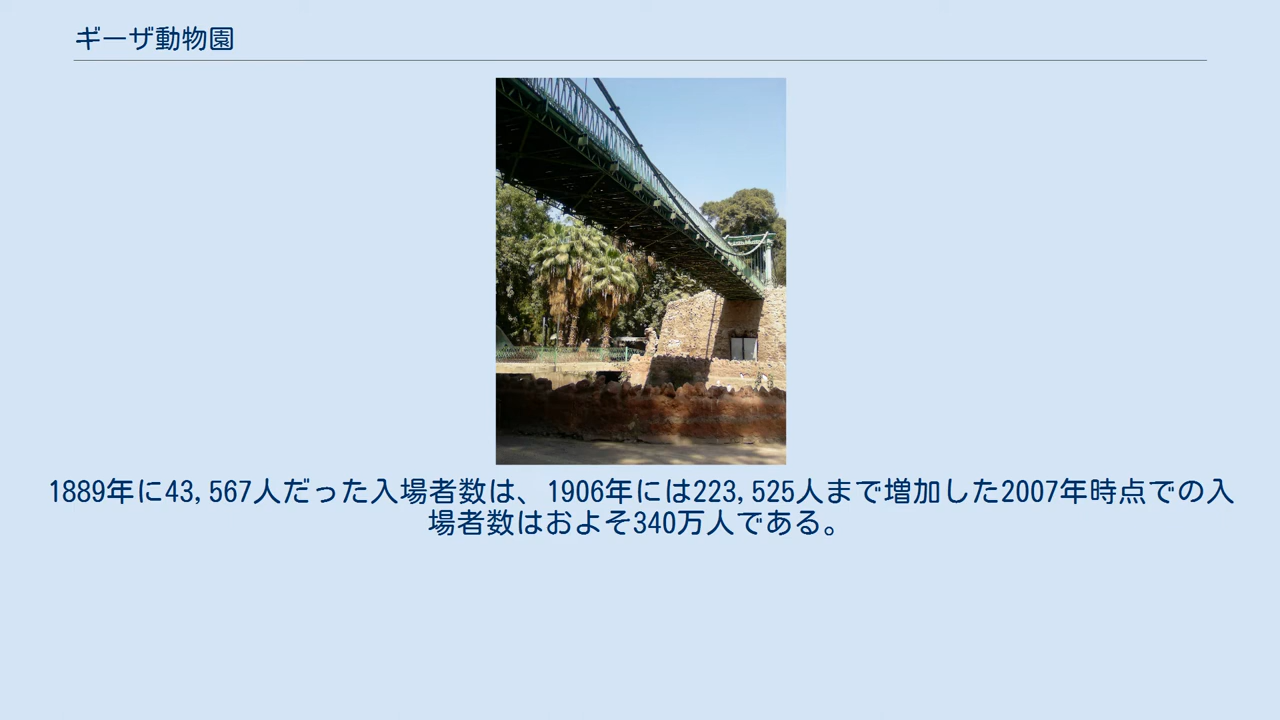 ギーザ動物園
1889年に43,567人だった入場者数は、1906年には223,525人まで増加した2007年時点での入
場者数はおよそ340万人である。